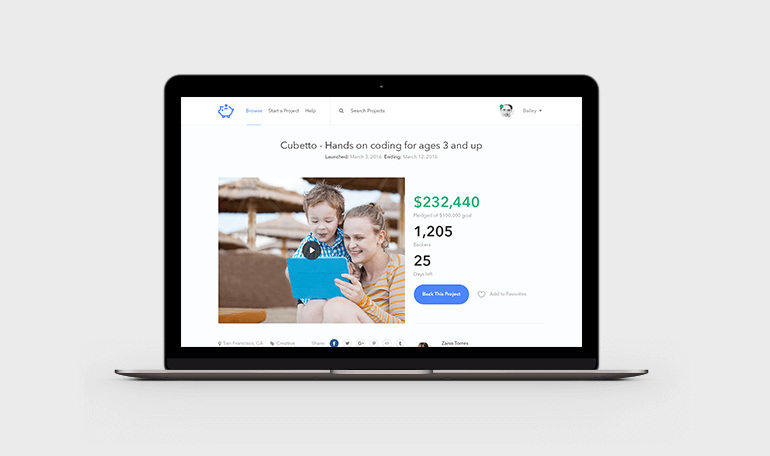 Browse Start a Project Help Search Projects Bailey
Cubetto - Hands on coding for ages 3 and up
Launched: March 3, 2016 Ending: March 12, 2016
$232,440
Pledged of $100,000 goal
1,205
Backers
25
Days left
Back This Project Add to Favorites
San Francisco, CA Creative Share: Zane Torres